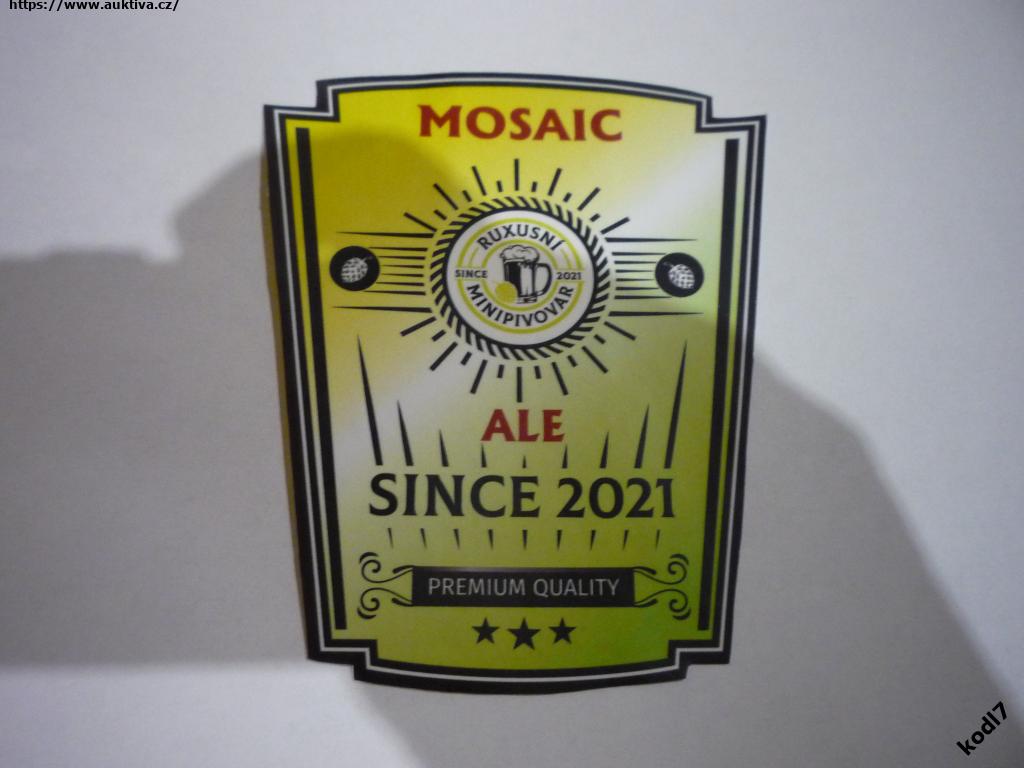 https://www.auktiva.cz/
MOSAIC
RUXUSNÍ
SINCE 2021
MINIPIVOVAR
ALE
SINCE 2021
PREMIUM QUALITY
kodl7